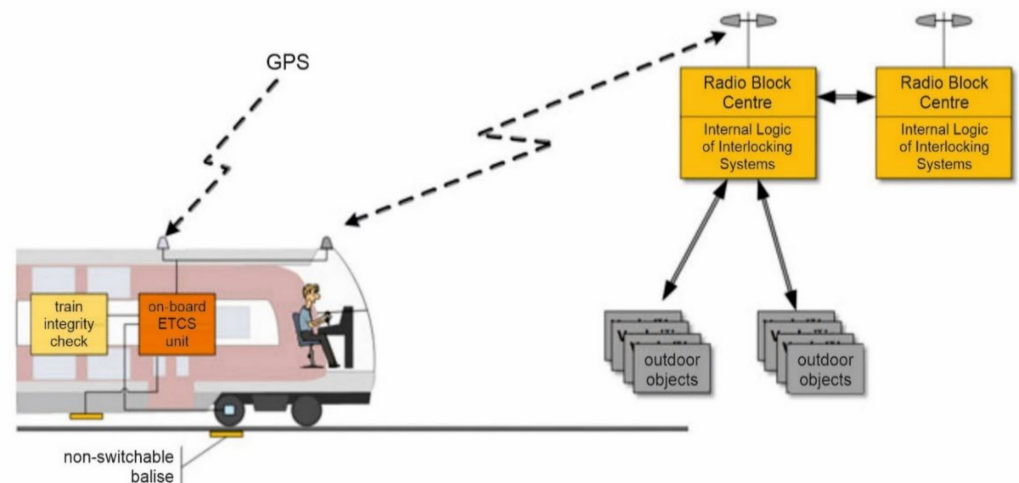 GPS
Radio Block
Centre
Internal Logic
of Interlocking
Systems
Radio Block
Centre
Internal Logic
of Interlocking
Systems
train
integrity
check
on-board
ETCS
unit
outdoor
objects
outdoor
objects
non-switchable
balise